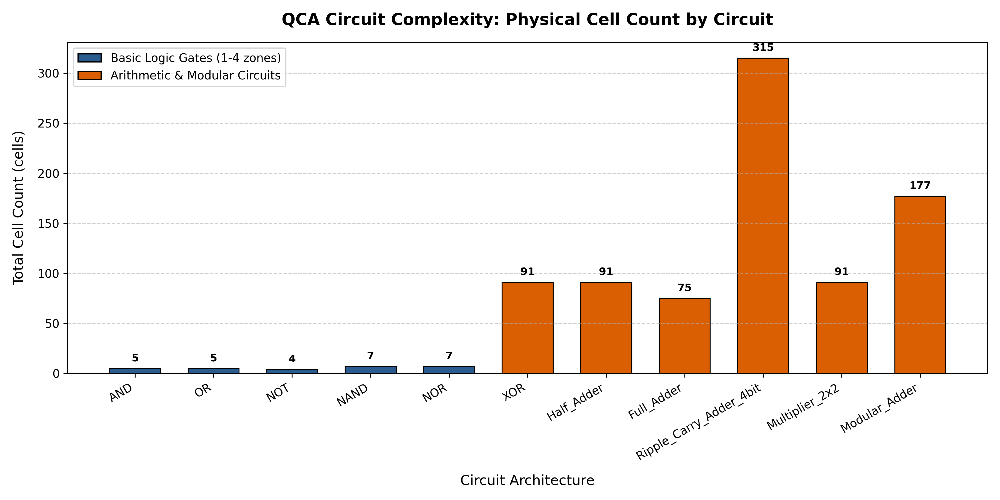 QCA Circuit Complexity: Physical Cell Count by Circuit
Basic Logic Gates (1-4 zones)
Arithmetic & Modular Circuits
Total Cell Count (cells)
300
250
200
150
100
50
0
5
5
4
7
7
91
91
75
315
91
177
AND
OR
NOT
NAND
NOR
XOR
Half_Adder
Full_Adder
Ripple_Carry_Adder_4bit
Multiplier_2x2
Modular_Adder
Circuit Architecture